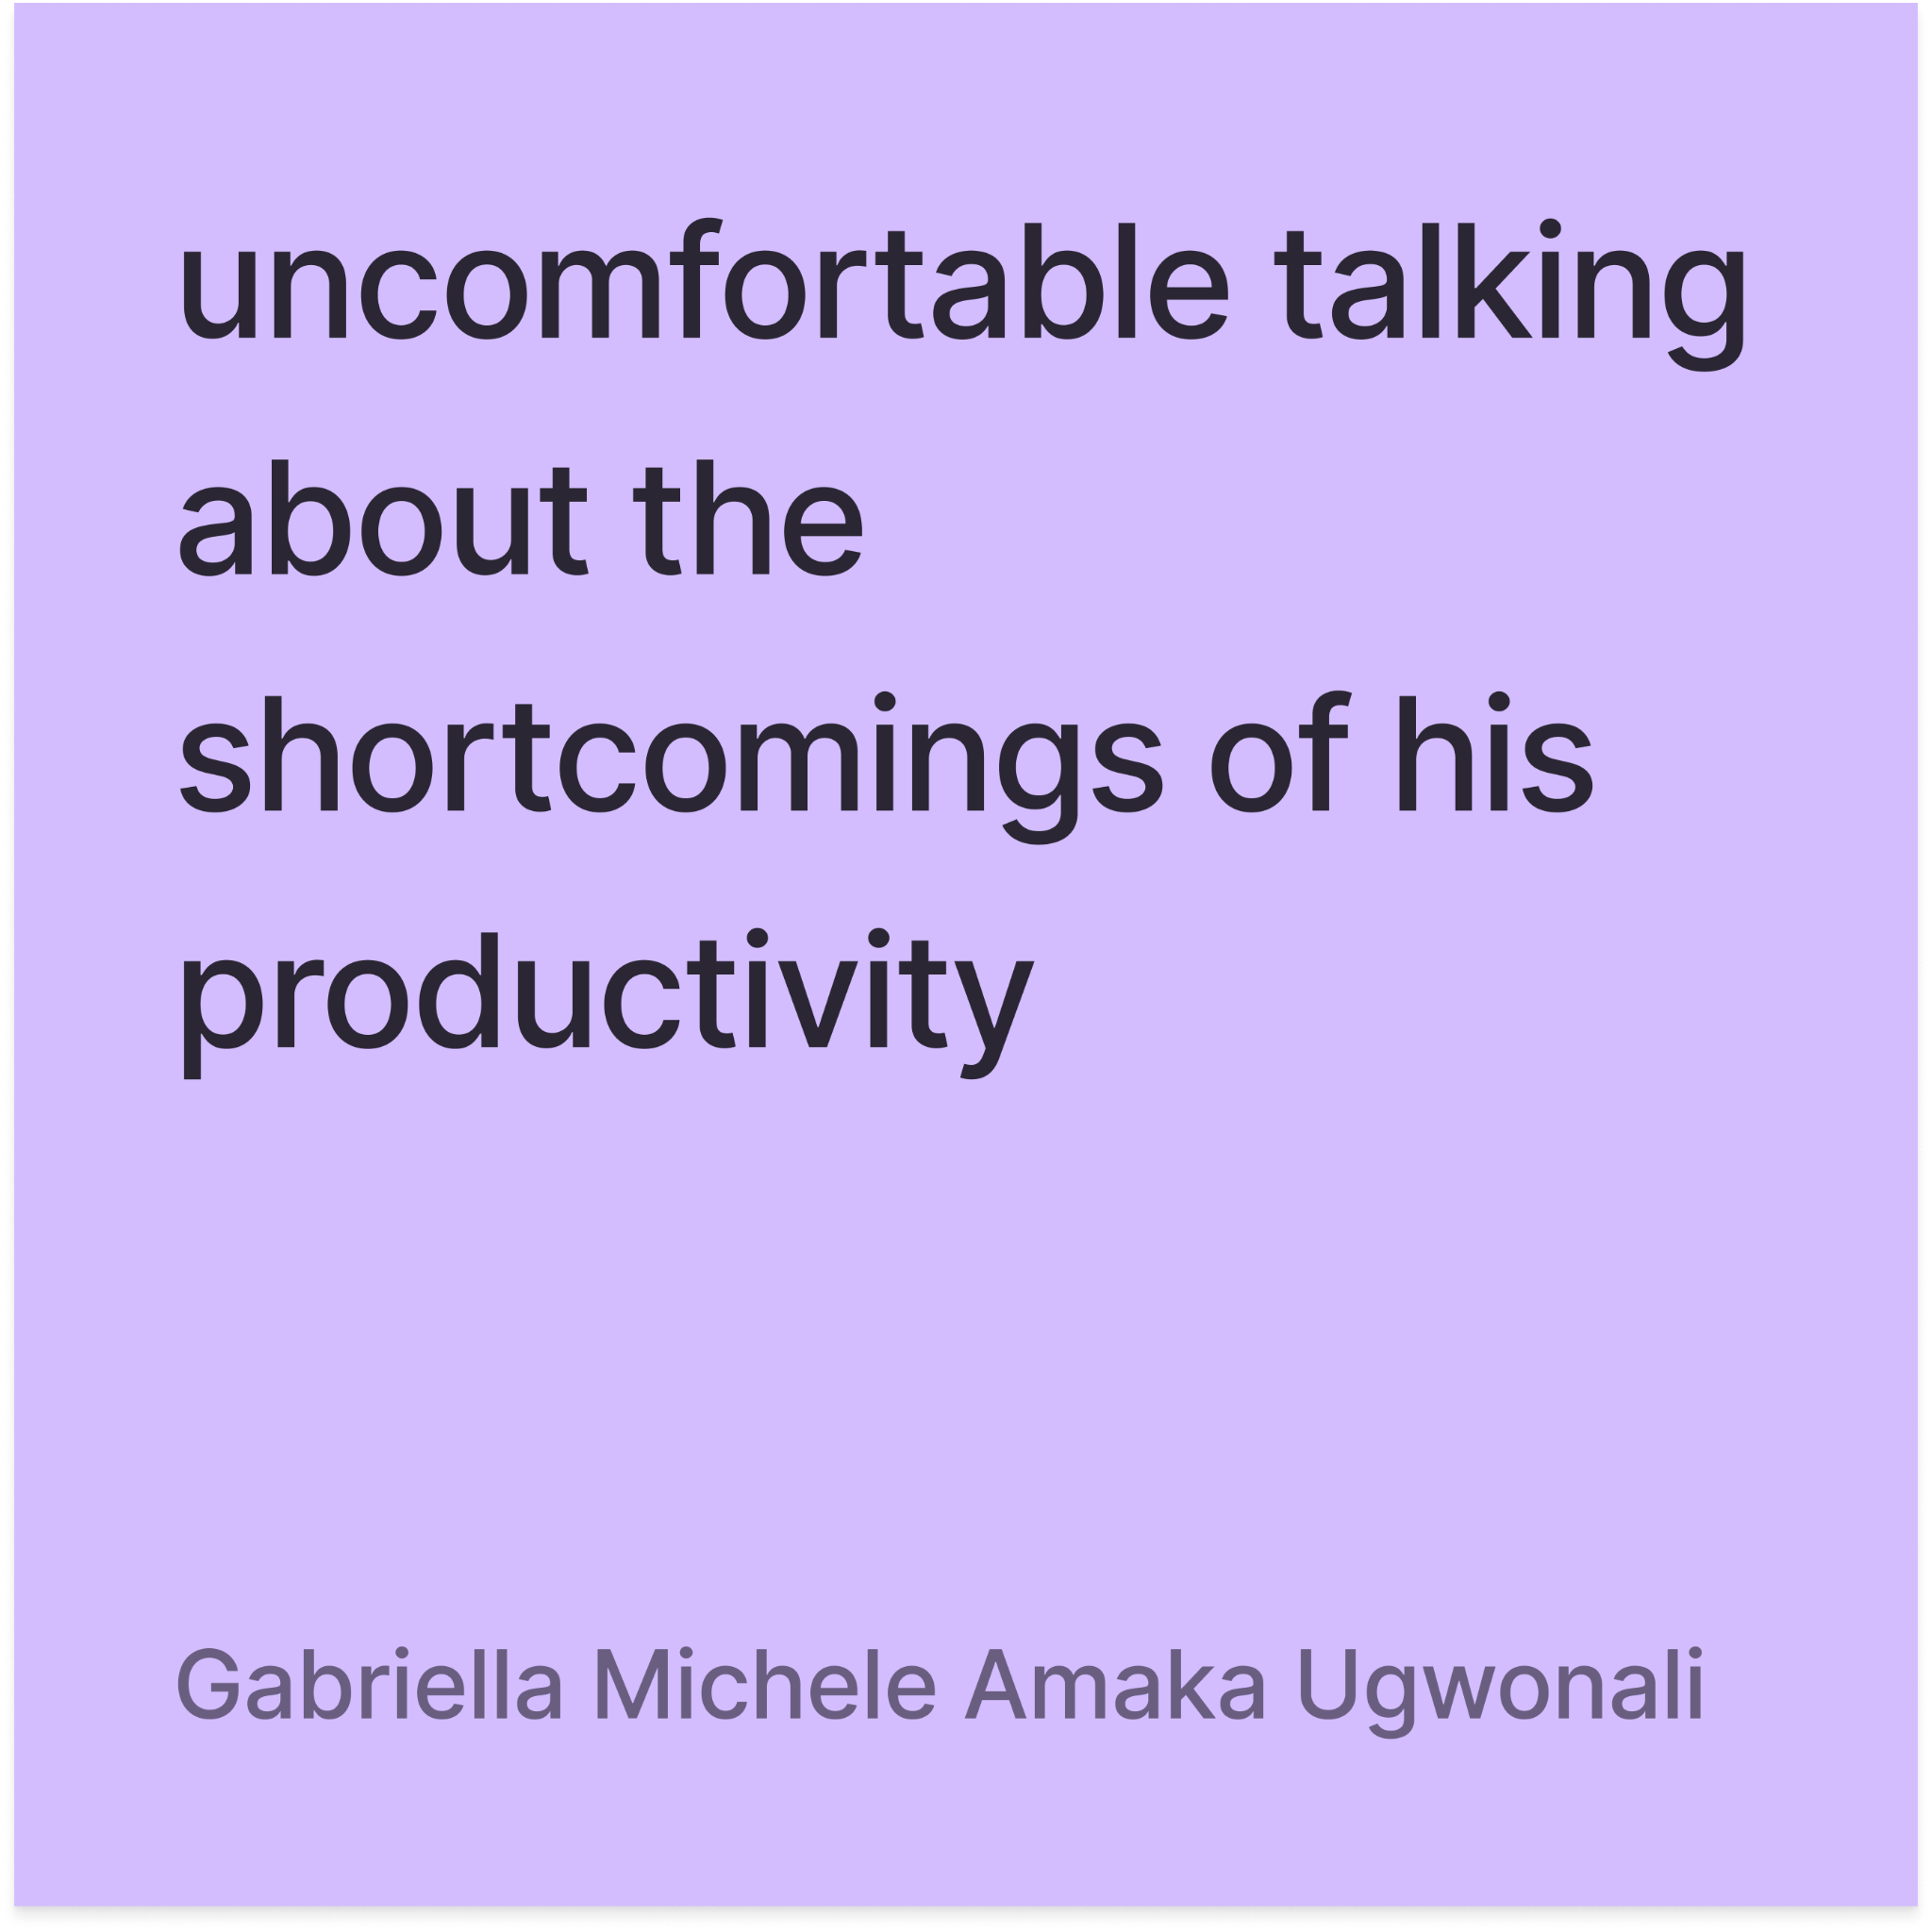 uncomfortable talking
about the
shortcomings of his
productivity
Gabriella Michele Amaka Ugwonali